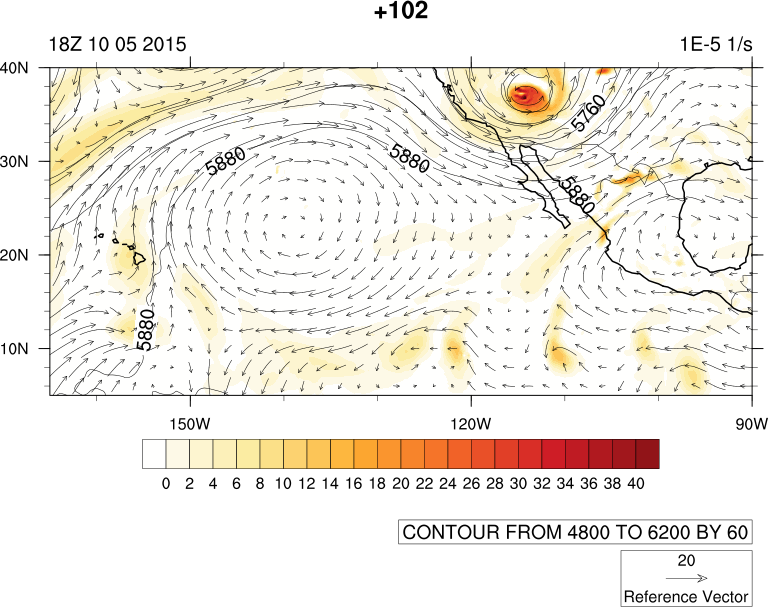 +102
18Z 10 05 2015 1E-5 1/s
40N
5760
5880 5880
30N
5880
20N
5880
10N
150W 120W 90W
0 2 4 6 8 10 12 14 16 18 20 22 24 26 28 30 32 34 36 38 40
CONTOUR FROM 4800 TO 6200 BY 60
20
Reference Vector